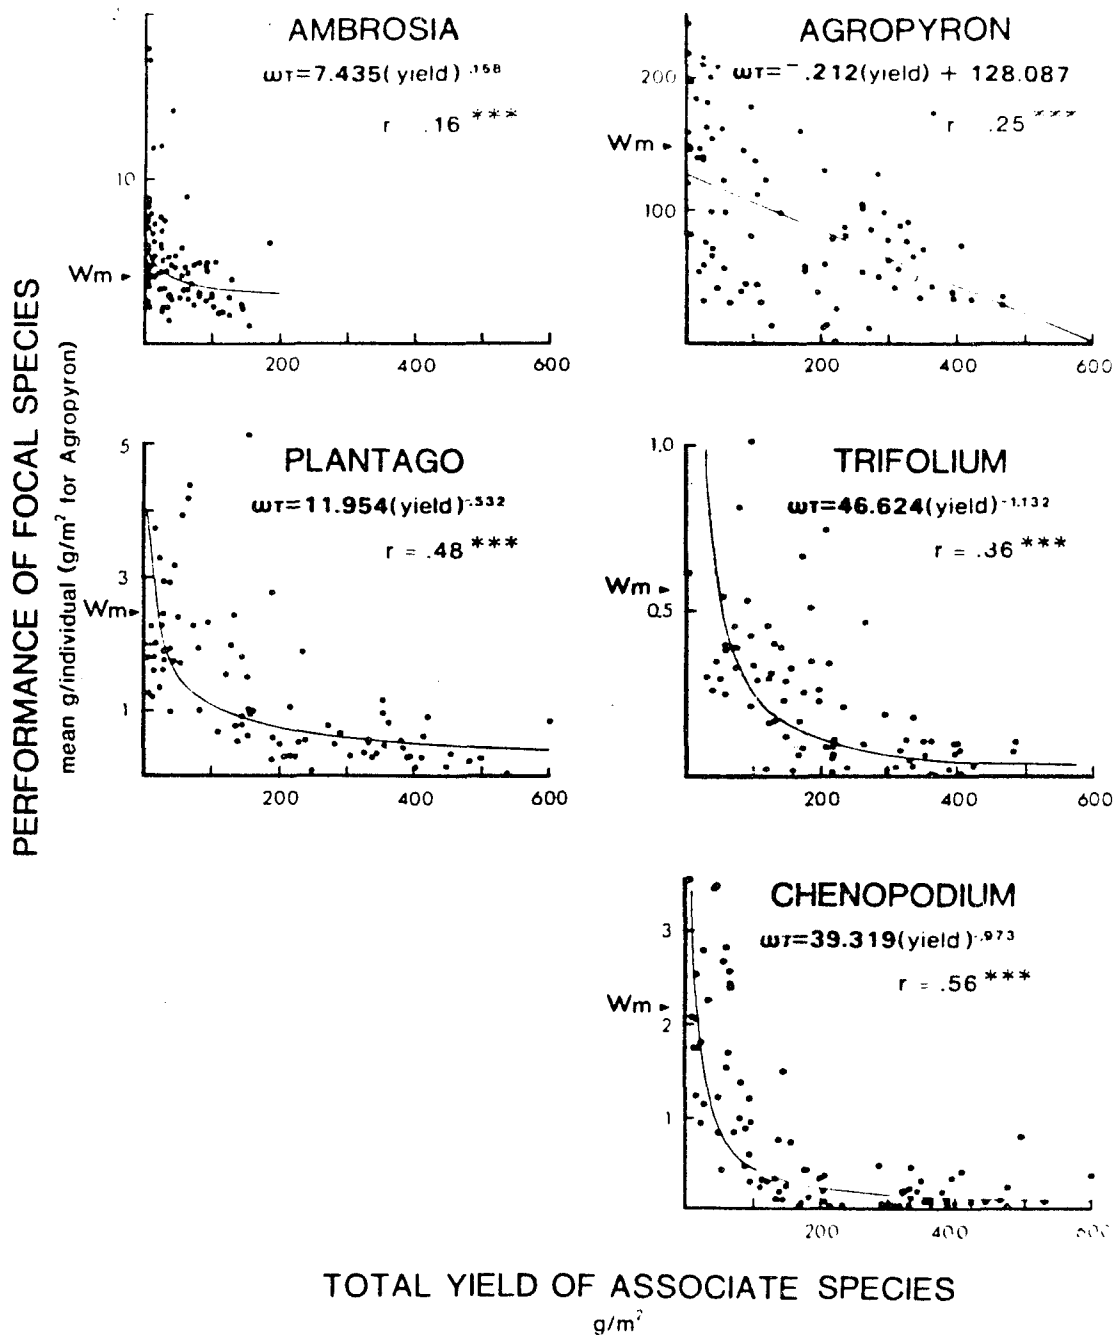 AMBROSIA
ωT=7.435(yield) .158
r .16 ***
10
Wm
0
200
400
600
AGROPYRON
ωT=-.212(yield) + 128.087
r .25 ***
200
Wm
100
200
400
600
PERFORMANCE OF FOCAL SPECIES
mean g/individual (g/m² for Agropyron)
PLANTAGO
ωT=11.954(yield).532
r = .48 ***
5
3
Wm
1
200
400
600
TRIFOLIUM
ωT=46.624(yield)-1.132
r = .36 ***
1.0
Wm
0.5
200
400
600
CHENOPODIUM
ωT=39.319(yield)-.973
r = .56 ***
3
Wm
2
1
200
400
600
TOTAL YIELD OF ASSOCIATE SPECIES
g/m²